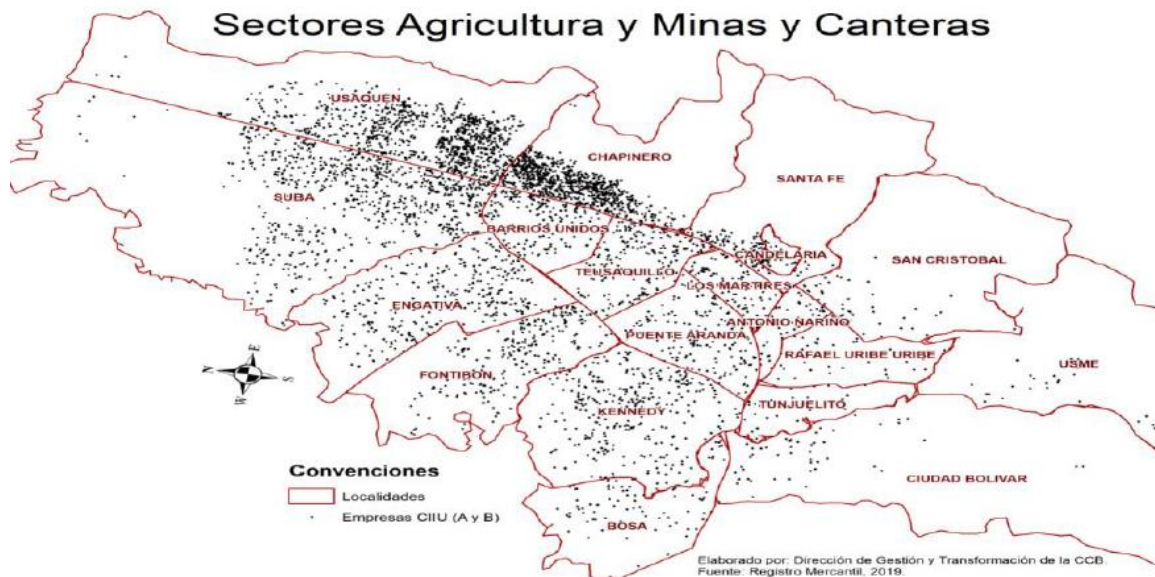 Sectores Agricultura y Minas y Canteras
USAQUEN
CHAPINERO
SANTA FE
SUBA
BARRIOS UNIDOS
CANDELARIA
SAN CRISTOBAL
TEUSAQUILLO
LOS MARTIRES
ENGATIVA
ANTONIO NARIÑO
PUENTE ARANDA
RAFAEL URIBE URIBE
USME
FONTIBON
TUNJUELITO
KENNEDY
N
E
S
W
CIUDAD BOLIVAR
BOSA
Convenciones
Localidades
Empresas CIIU (A y B)
Elaborado por: Dirección de Gestión y Transformación de la CCB.
Fuente: Registro Mercantil, 2019.